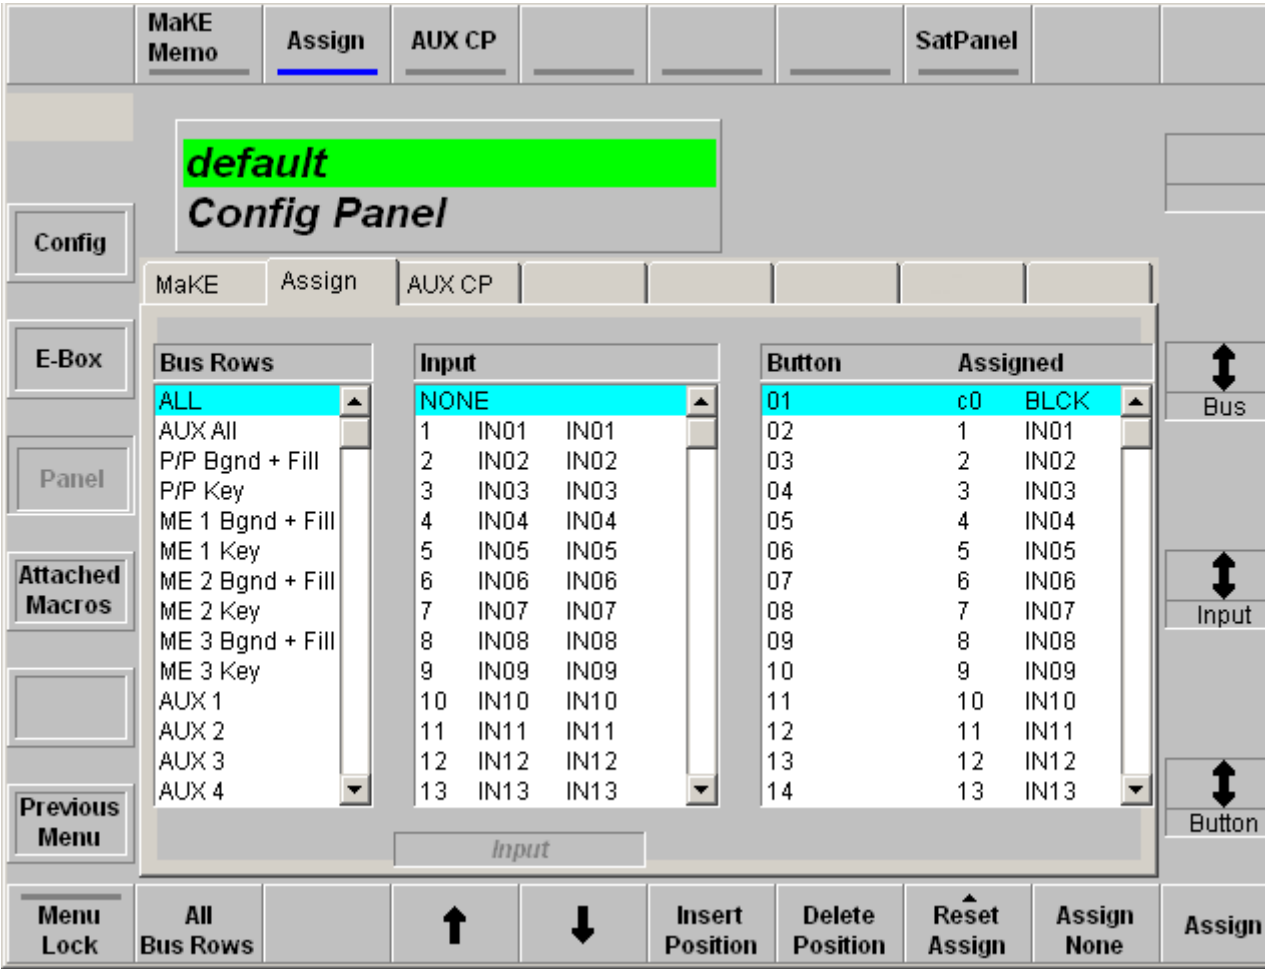 MaKE Memo Assign AUX CP SatPanel
default
Config Panel
Config
MaKE Assign AUX CP
E-Box
Bus Rows Input Button Assigned
ALL NONE 01 c0 BLCK
Bus
AUX All 1 IN01 IN01 02 1 IN01
P/P Bgnd + Fill 2 IN02 IN02 03 2 IN02
Panel
P/P Key 3 IN03 IN03 04 3 IN03
ME 1 Bgnd + Fill 4 IN04 IN04 05 4 IN04
ME 1 Key 5 IN05 IN05 06 5 IN05
Attached Macros
ME 2 Bgnd + Fill 6 IN06 IN06 07 6 IN06
ME 2 Key 7 IN07 IN07 08 7 IN07
Input
ME 3 Bgnd + Fill 8 IN08 IN08 09 8 IN08
ME 3 Key 9 IN09 IN09 10 9 IN09
AUX 1 10 IN10 IN10 11 10 IN10
AUX 2 11 IN11 IN11 12 11 IN11
AUX 3 12 IN12 IN12 13 12 IN12
AUX 4 13 IN13 IN13 14 13 IN13
Previous Menu
Button
Input
Menu Lock All Bus Rows Insert Position Delete Position Reset Assign Assign None Assign